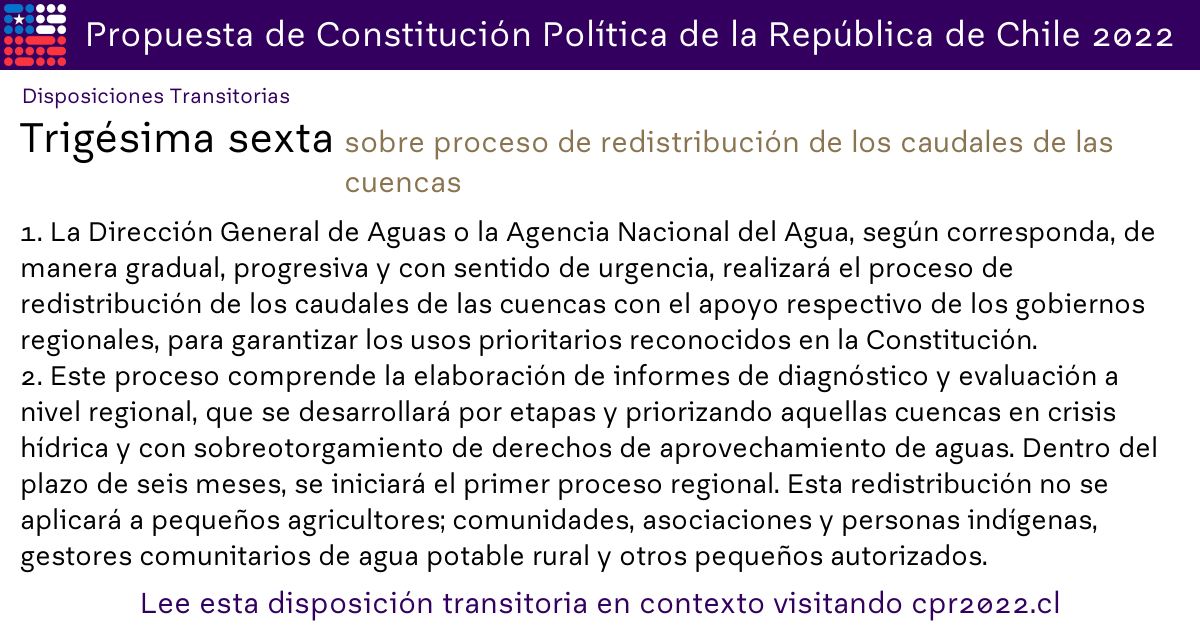 Propuesta de Constitución Política de la República de Chile 2022
Disposiciones Transitorias
Trigésima sexta sobre proceso de redistribución de los caudales de las
cuencas
1. La Dirección General de Aguas o la Agencia Nacional del Agua, según corresponda, de
manera gradual, progresiva y con sentido de urgencia, realizará el proceso de
redistribución de los caudales de las cuencas con el apoyo respectivo de los gobiernos
regionales, para garantizar los usos prioritarios reconocidos en la Constitución.
2. Este proceso comprende la elaboración de informes de diagnóstico y evaluación a
nivel regional, que se desarrollará por etapas y priorizando aquellas cuencas en crisis
hídrica y con sobreotorgamiento de derechos de aprovechamiento de aguas. Dentro del
plazo de seis meses, se iniciará el primer proceso regional. Esta redistribución no se
aplicará a pequeños agricultores; comunidades, asociaciones y personas indígenas,
gestores comunitarios de agua potable rural y otros pequeños autorizados.
Lee esta disposición transitoria en contexto visitando cpr2022.cl